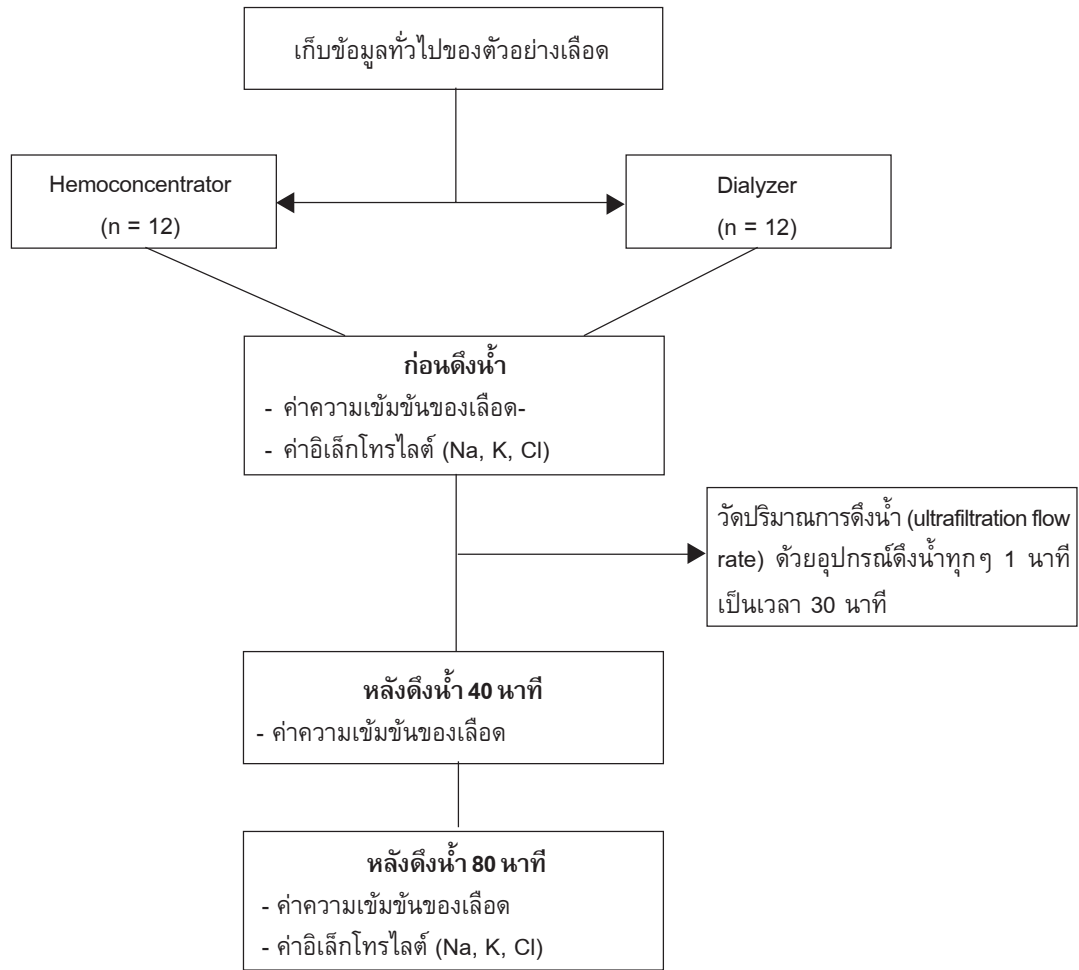 เก็บข้อมูลทั่วไปของตัวอย่างเลือด
Hemoconcentrator
(n = 12)
Dialyzer
(n = 12)
ก่อนดึงน้ำ
- ค่าความเข้มข้นของเลือด-
- ค่าอิเล็กโทรไลต์ (Na, K, Cl)
วัดปริมาณการดึงน้ำ (ultrafiltration flow
rate) ด้วยอุปกรณ์ดึงน้ำทุกๆ 1 นาที
เป็นเวลา 30 นาที
หลังดึงน้ำ 40 นาที
- ค่าความเข้มข้นของเลือด
หลังดึงน้ำ 80 นาที
- ค่าความเข้มข้นของเลือด
- ค่าอิเล็กโทรไลต์ (Na, K, Cl)